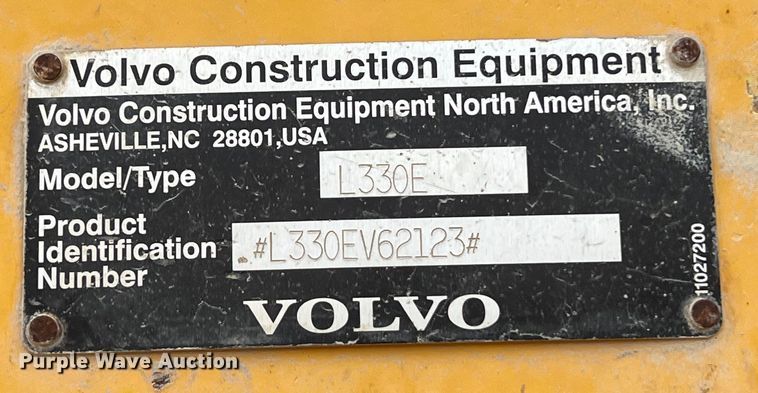 Volvo Construction Equipment
Volvo Construction Equipment North America, Inc.
ASHEVILLE,NC 28801,USA
Model/Type L330E
Product
Identification
Number
#L330EV62123#
11027200
VOLVO
Purple Wave Auction